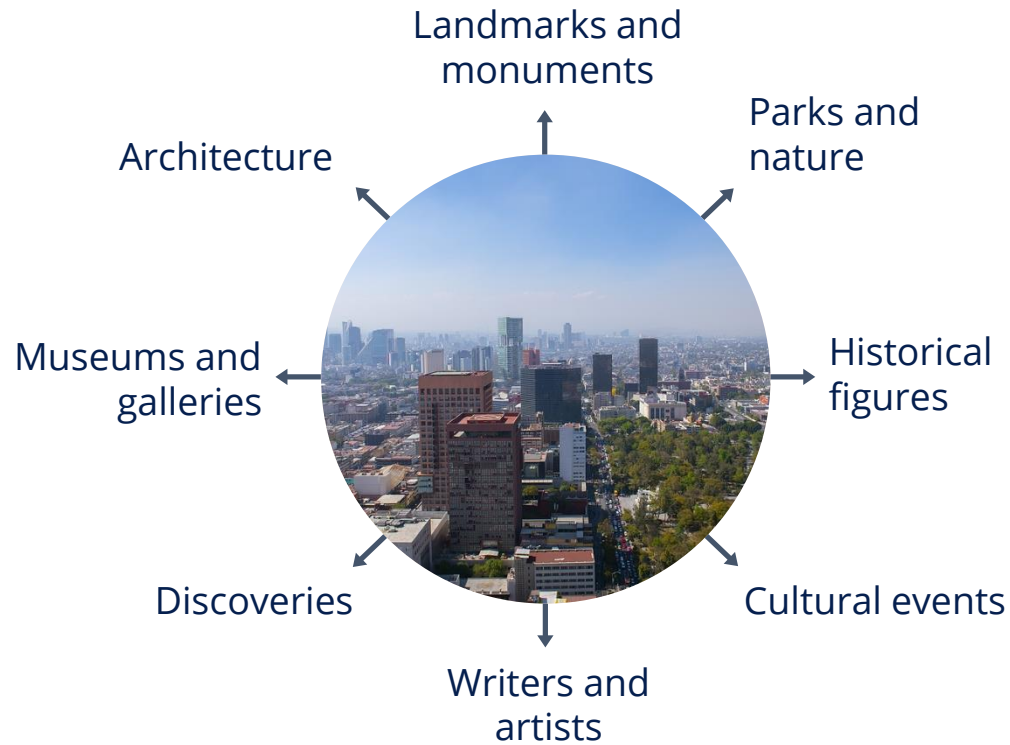 Landmarks and
monuments
Parks and
nature
Architecture
Museums and
galleries
Historical
figures
Discoveries
Cultural events
Writers and
artists